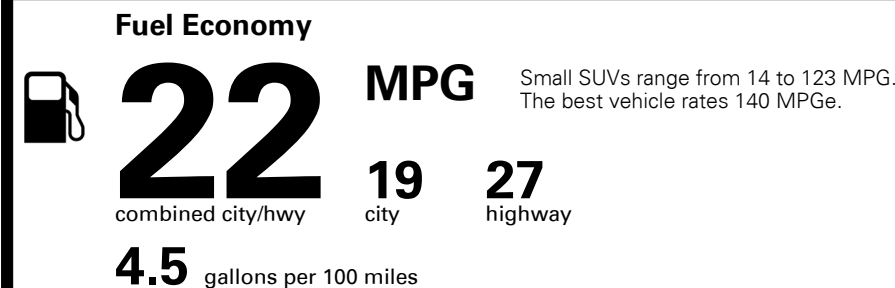 Fuel Economy
22 MPG
Small SUVs range from 14 to 123 MPG.
The best vehicle rates 140 MPGe.
19 27
combined city/hwy city highway
4.5 gallons per 100 miles